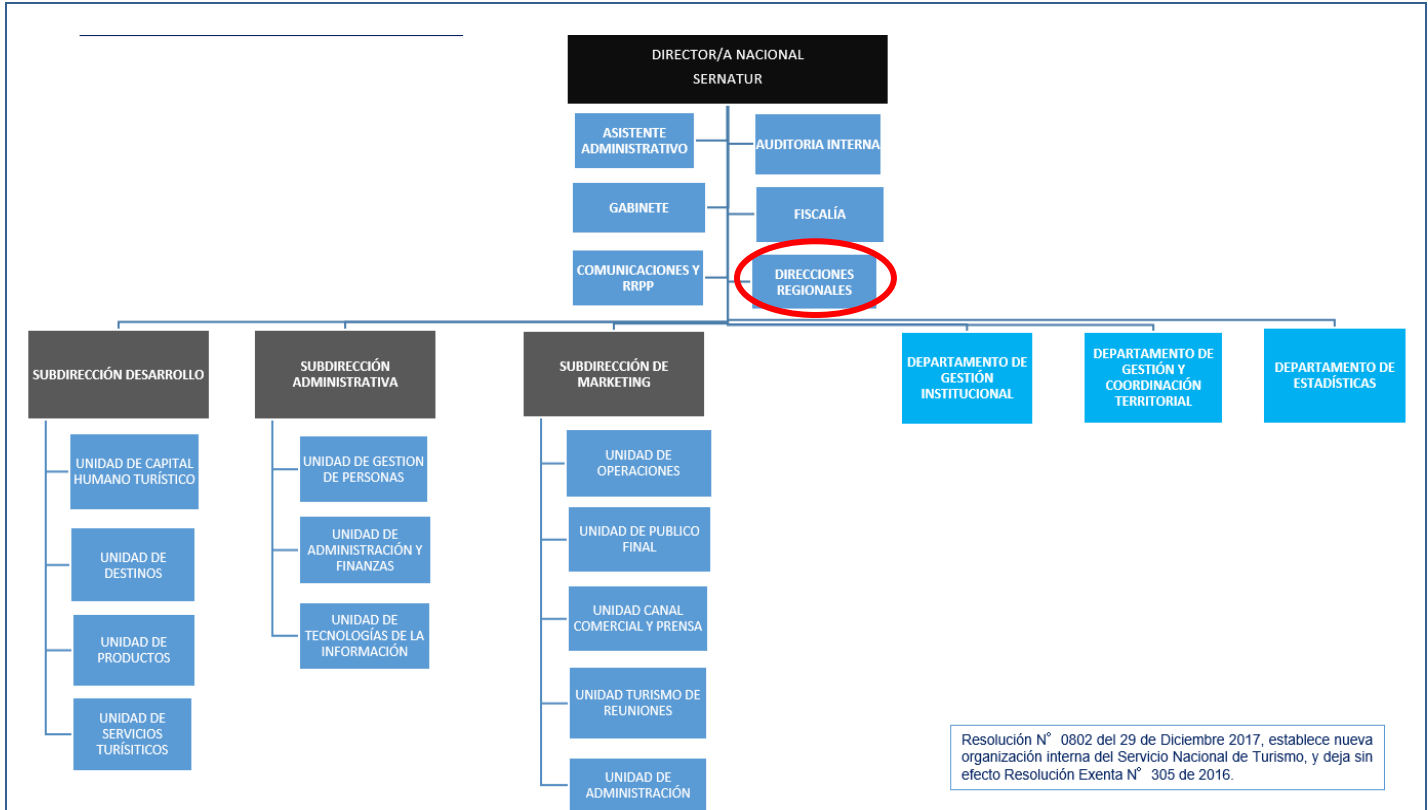 DIRECTOR/A NACIONAL
SERNATUR
ASISTENTE
ADMINISTRATIVO
AUDITORIA INTERNA
GABINETE
FISCALÍA
COMUNICACIONES Y
RRPP
DIRECCIONES
REGIONALES
SUBDIRECCIÓN DESARROLLO
SUBDIRECCIÓN
ADMINISTRATIVA
SUBDIRECCIÓN DE
MARKETING
DEPARTAMENTO DE
GESTIÓN
INSTITUCIONAL
DEPARTAMENTO DE
GESTIÓN Y
COORDINACIÓN
TERRITORIAL
DEPARTAMENTO DE
ESTADÍSTICAS
UNIDAD DE CAPITAL
HUMANO TURÍSTICO
UNIDAD DE
DESTINOS
UNIDAD DE
PRODUCTOS
UNIDAD DE
SERVICIOS
TURÍSITICOS
UNIDAD DE GESTION
DE PERSONAS
UNIDAD DE
ADMINISTRACIÓN Y
FINANZAS
UNIDAD DE
TECNOLOGÍAS DE LA
INFORMACIÓN
UNIDAD DE
OPERACIONES
UNIDAD DE PUBLICO
FINAL
UNIDAD CANAL
COMERCIAL Y PRENSA
UNIDAD TURISMO DE
REUNIONES
UNIDAD DE
ADMINISTRACIÓN
Resolución N° 0802 del 29 de Diciembre 2017, establece nueva
organización interna del Servicio Nacional de Turismo, y deja sin
efecto Resolución Exenta N° 305 de 2016.